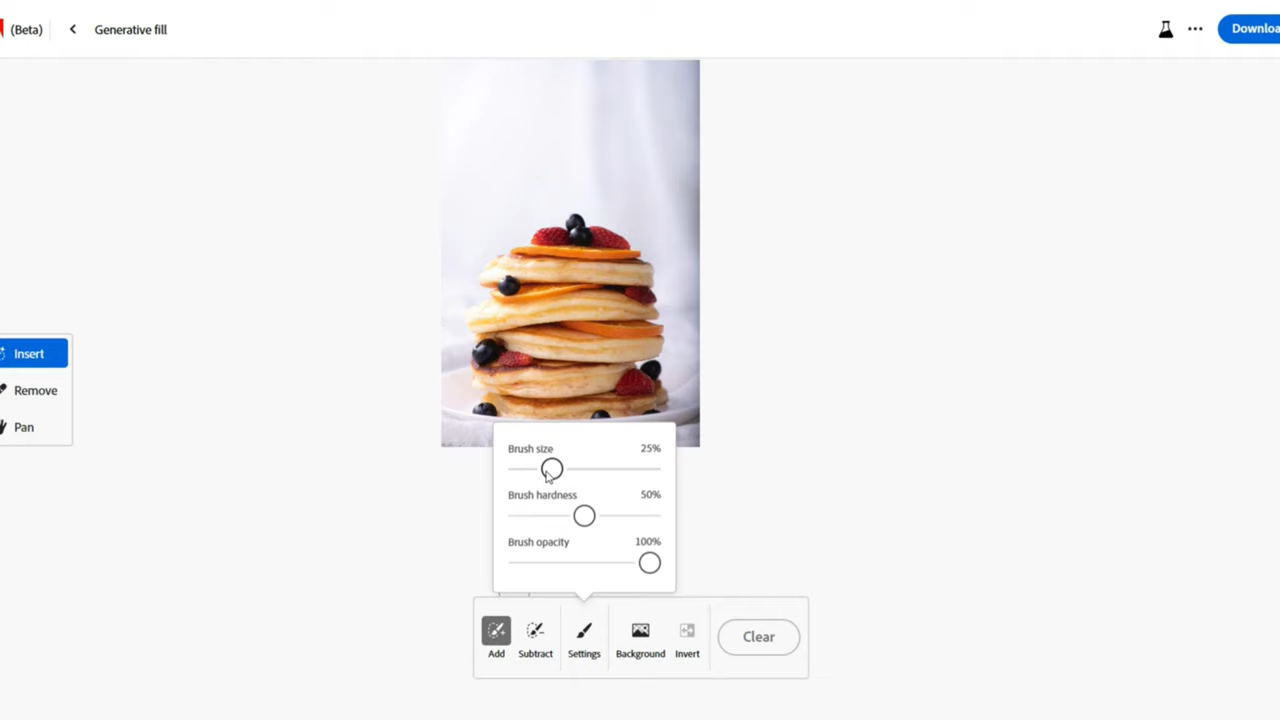 (Beta) Generative fill Downloa
Insert
Remove
Pan
Brush size 25%
Brush hardness 50%
Brush opacity 100%
Add Subtract Settings Background Invert Clear